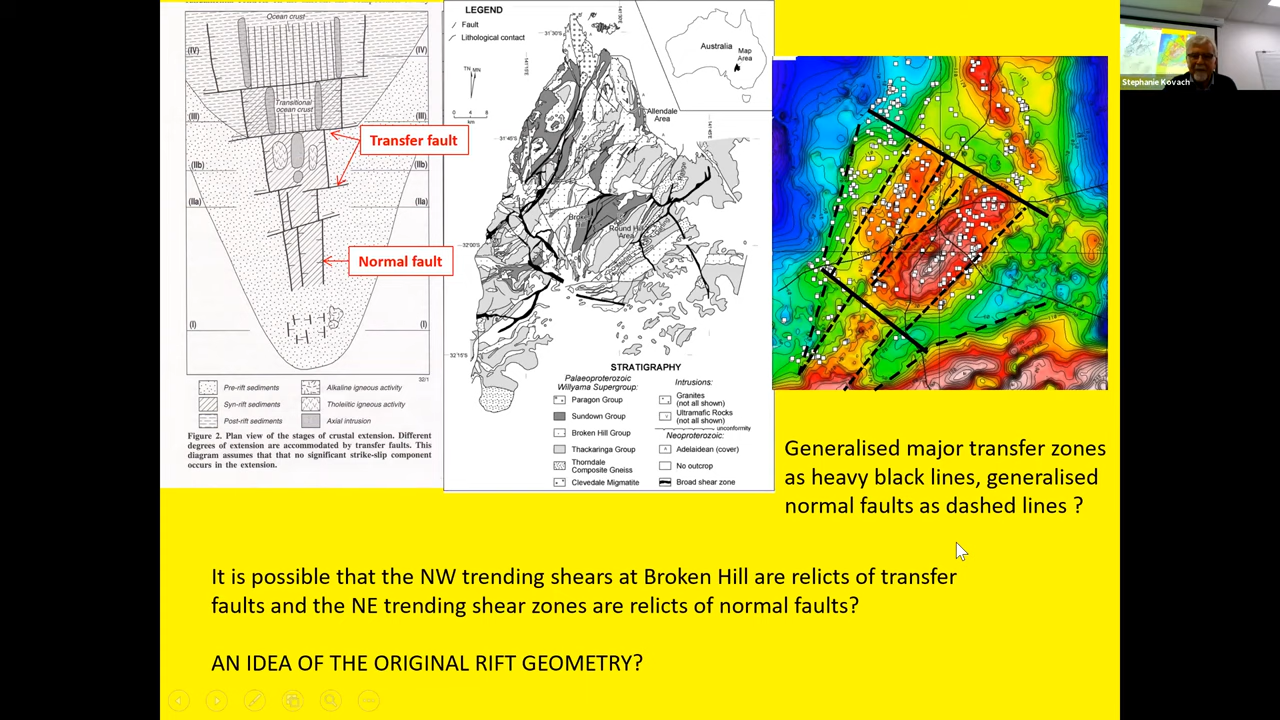 Ocean crust
(IV)
(IV)
Transitional
ocean crust
(III)
(III)
(IIb)
(IIb)
(IIa)
(IIa)
(I)
(I)
Transfer fault
Normal fault
32/1
Pre-rift sediments
Alkaline igneous activity
Syn-rift sediments
Tholeiitic igneous activity
Post-rift sediments
Axial intrusion
Figure 2. Plan view of the stages of crustal extension. Different
degrees of extension are accommodated by transfer faults. This
diagram assumes that that no significant strike-slip component
occurs in the extension.
LEGEND
Fault
Lithological contact
TN MN
0 4 8
km
31°30'S
31°45'S
32°00'S
32°15'S
Australia
Map
Area
Allendale
Area
Broken
Hill
Round Hill
Area
STRATIGRAPHY
Palaeoproterozoic
Willyama Supergroup:
Paragon Group
Sundown Group
Broken Hill Group
Thackaringa Group
Thorndale
Composite Gneiss
Clevedale Migmatite
Intrusions:
Granites
(not all shown)
Ultramafic Rocks
(not all shown)
unconformity
Neoproterozoic:
Adelaidean (cover)
No outcrop
Broad shear zone
Stephanie Kovach
Generalised major transfer zones
as heavy black lines, generalised
normal faults as dashed lines ?
It is possible that the NW trending shears at Broken Hill are relicts of transfer
faults and the NE trending shear zones are relicts of normal faults?
AN IDEA OF THE ORIGINAL RIFT GEOMETRY?